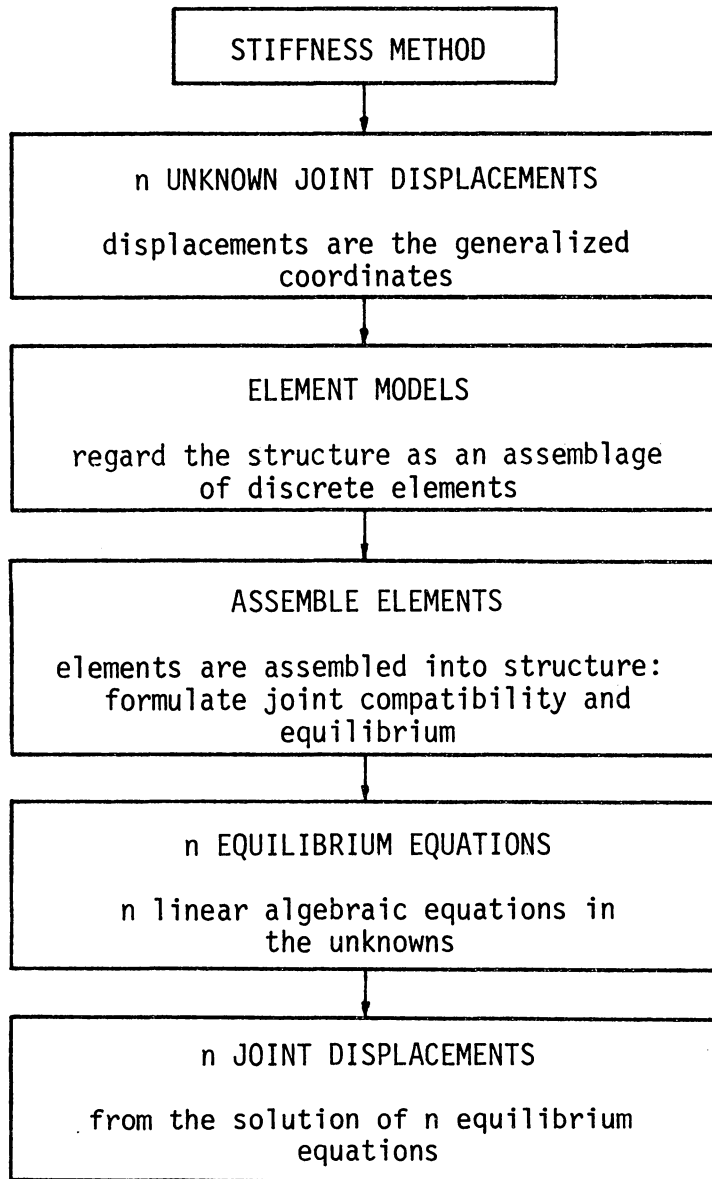 STIFFNESS METHOD
n UNKNOWN JOINT DISPLACEMENTS
displacements are the generalized
coordinates
ELEMENT MODELS
regard the structure as an assemblage
of discrete elements
ASSEMBLE ELEMENTS
elements are assembled into structure:
formulate joint compatibility and
equilibrium
n EQUILIBRIUM EQUATIONS
n linear algebraic equations in
the unknowns
n JOINT DISPLACEMENTS
from the solution of n equilibrium
equations